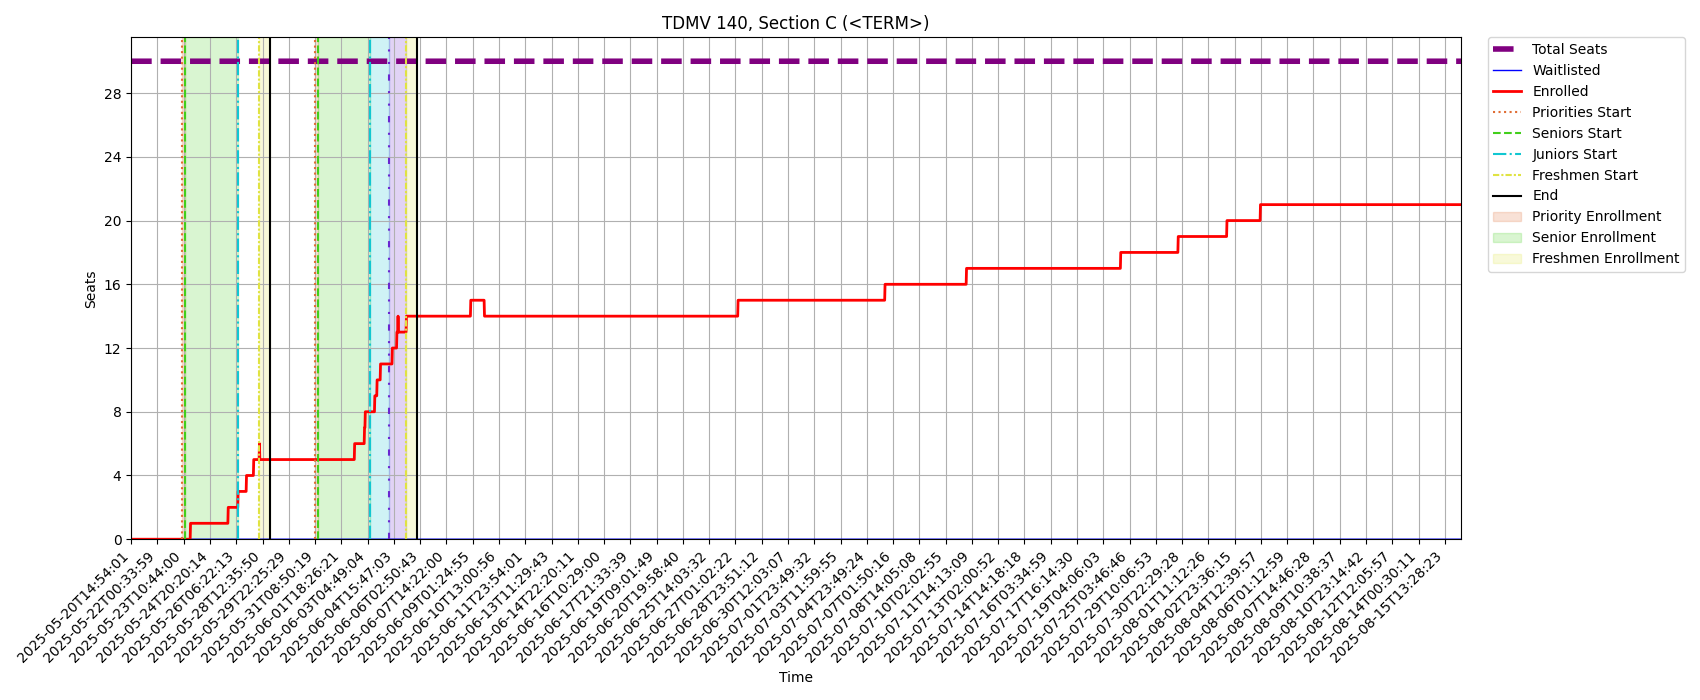 TDMV 140, Section C (<TERM>)
Total Seats
Waitlisted
Enrolled
Priorities Start
Seniors Start
Juniors Start
Freshmen Start
End
Priority Enrollment
Senior Enrollment
Freshmen Enrollment
Seats
28
24
20
16
12
8
4
0
2025-05-20T14:54:01
2025-05-22T00:33:59
2025-05-23T10:44:00
2025-05-24T20:20:14
2025-05-26T06:22:13
2025-05-28T12:35:50
2025-05-29T22:25:29
2025-05-31T08:50:19
2025-06-01T18:26:21
2025-06-03T04:49:04
2025-06-04T15:47:03
2025-06-06T02:50:43
2025-06-07T14:22:00
2025-06-09T01:24:55
2025-06-10T13:00:56
2025-06-11T23:54:01
2025-06-13T11:29:43
2025-06-14T22:20:11
2025-06-16T10:29:00
2025-06-17T21:33:39
2025-06-19T09:01:49
2025-06-20T19:58:40
2025-06-25T14:03:32
2025-06-27T01:02:22
2025-06-28T23:51:12
2025-06-30T12:03:07
2025-07-01T23:49:32
2025-07-03T11:59:55
2025-07-04T23:49:24
2025-07-07T01:50:16
2025-07-08T14:05:08
2025-07-10T02:02:55
2025-07-11T14:13:09
2025-07-13T02:00:52
2025-07-14T14:18:18
2025-07-16T03:34:59
2025-07-17T16:14:30
2025-07-19T04:06:03
2025-07-25T03:46:46
2025-07-29T10:06:53
2025-07-30T22:29:28
2025-08-01T11:12:26
2025-08-02T23:36:15
2025-08-04T12:39:57
2025-08-06T01:12:59
2025-08-07T14:46:28
2025-08-09T10:38:37
2025-08-10T23:14:42
2025-08-12T12:05:57
2025-08-14T00:30:11
2025-08-15T13:28:23
Time